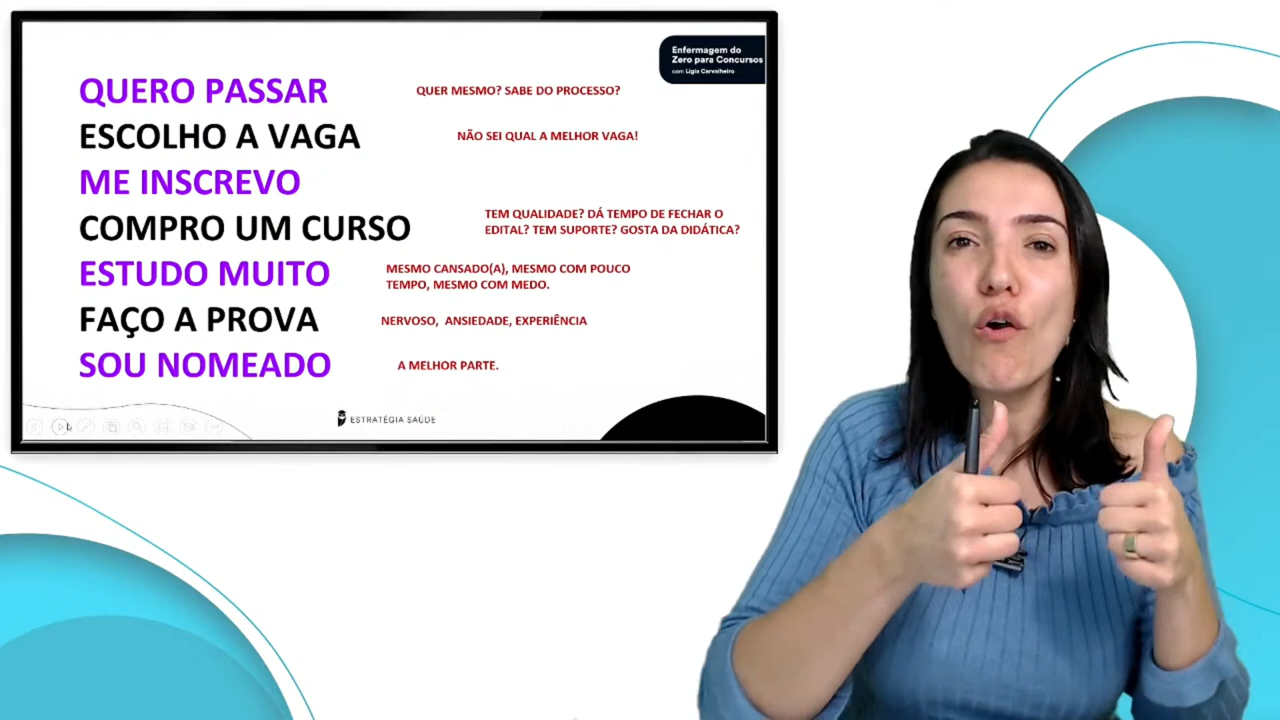 Enfermagem do
Zero para Concursos
com Lígia Carvalheiro
QUERO PASSAR
QUER MESMO? SABE DO PROCESSO?
ESCOLHO A VAGA
NÃO SEI QUAL A MELHOR VAGA!
ME INSCREVO
COMPRO UM CURSO
TEM QUALIDADE? DÁ TEMPO DE FECHAR O
EDITAL? TEM SUPORTE? GOSTA DA DIDÁTICA?
ESTUDO MUITO
MESMO CANSADO(A), MESMO COM POUCO
TEMPO, MESMO COM MEDO.
FAÇO A PROVA
NERVOSO, ANSIEDADE, EXPERIÊNCIA
SOU NOMEADO
A MELHOR PARTE.
ESTRATÉGIA SAÚDE